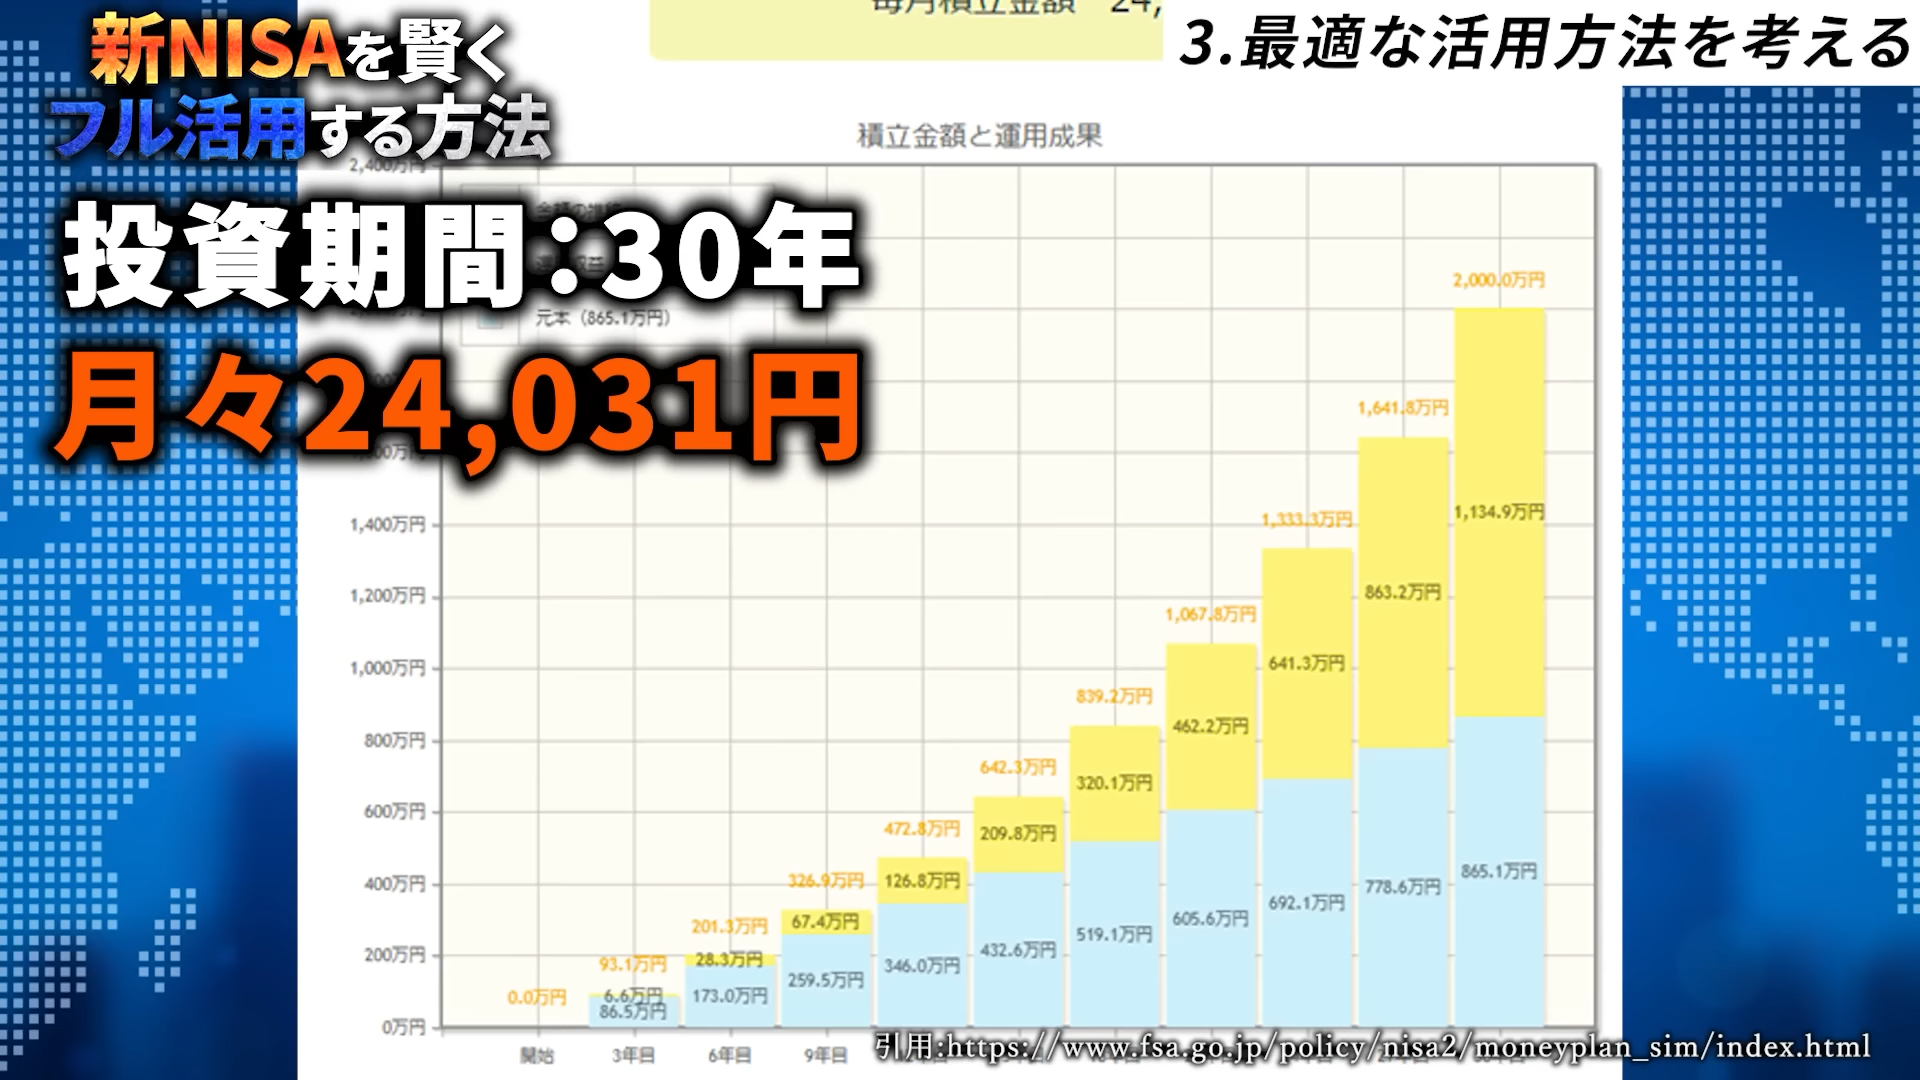 新NISAを賢く
フル活用する方法
3.最適な活用方法を考える
毎月積立金額 24,
積立金額と運用成果
投資期間：30年
元本（865.1万円）
月々24,031円
2,400万円
1,400万円
1,200万円
1,000万円
800万円
600万円
400万円
200万円
0万円
0.0万円
93.1万円
6.6万円
86.5万円
201.3万円
28.3万円
173.0万円
326.9万円
67.4万円
259.5万円
472.8万円
126.8万円
346.0万円
642.3万円
209.8万円
432.6万円
839.2万円
320.1万円
519.1万円
1,067.8万円
462.2万円
605.6万円
1,333.3万円
641.3万円
692.1万円
1,641.8万円
863.2万円
778.6万円
2,000.0万円
1,134.9万円
865.1万円
開始
3年目
6年目
9年目
引用:https://www.fsa.go.jp/policy/nisa2/moneyplan_sim/index.html